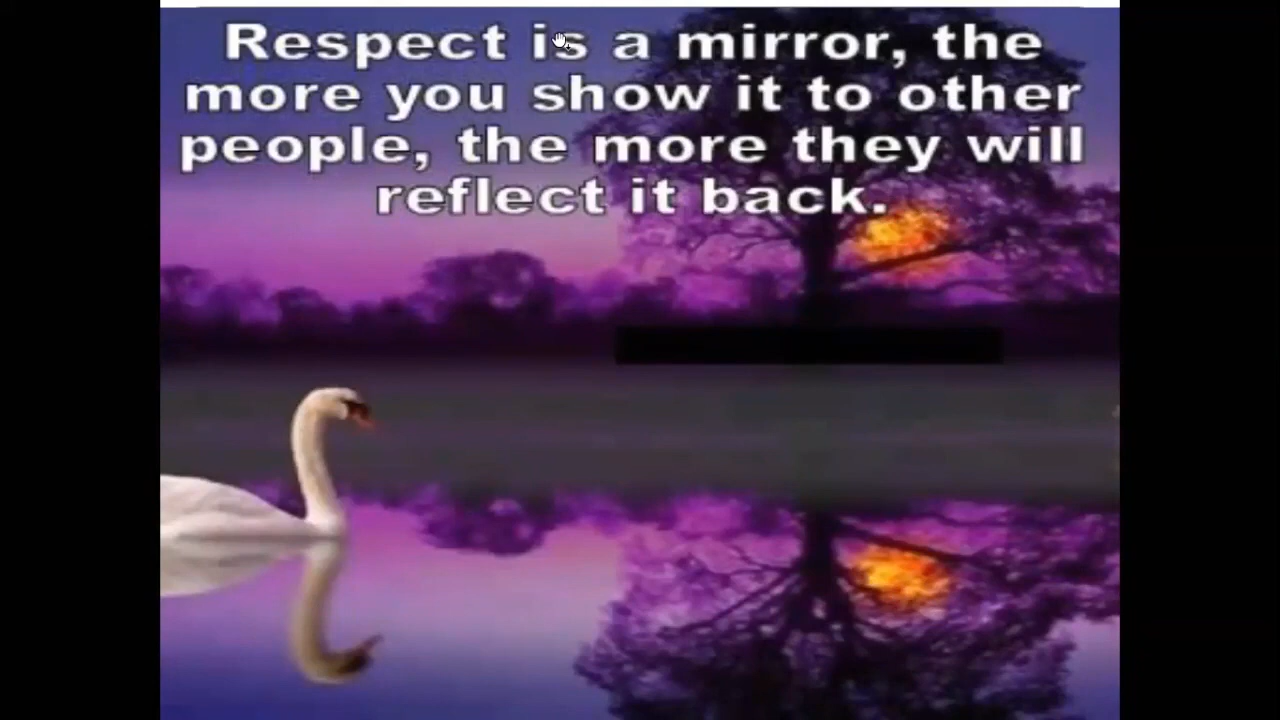 Respect is a mirror, the
more you show it to other
people, the more they will
reflect it back.